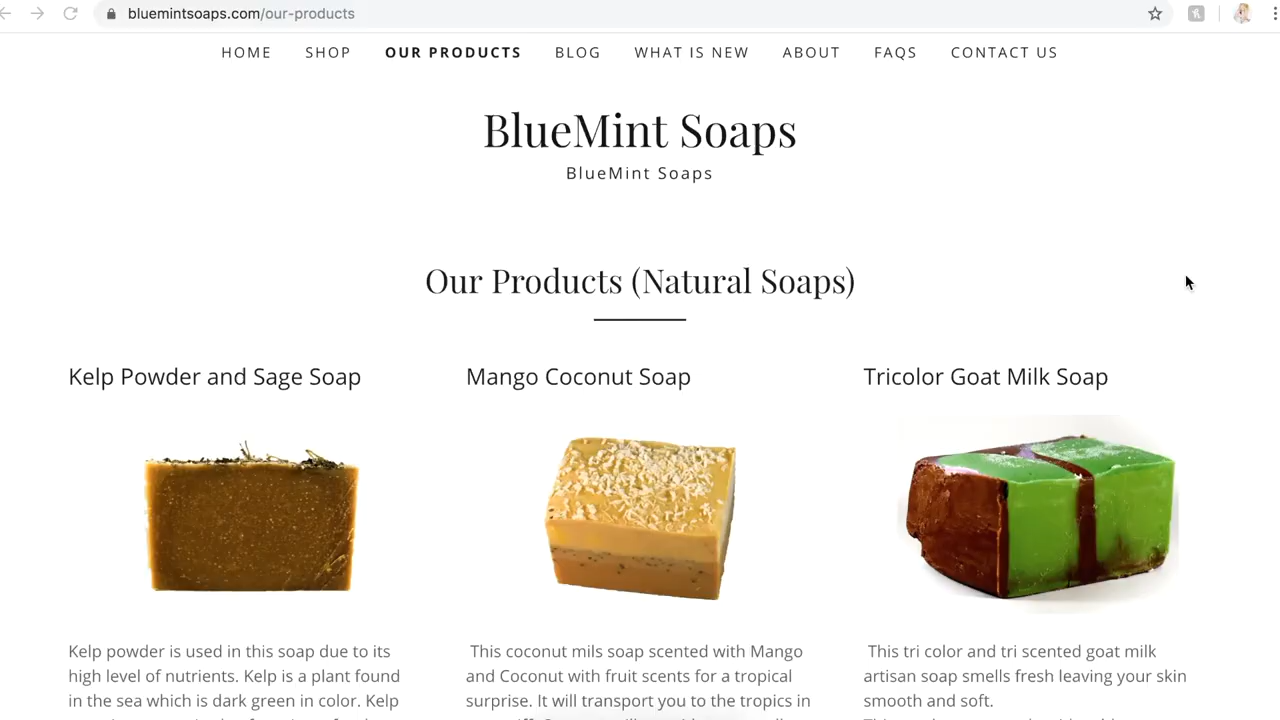 bluemintsoaps.com/our-products
HOME SHOP OUR PRODUCTS BLOG WHAT IS NEW ABOUT FAQS CONTACT US
BlueMint Soaps
BlueMint Soaps
Our Products (Natural Soaps)
Kelp Powder and Sage Soap
Kelp powder is used in this soap due to its
high level of nutrients. Kelp is a plant found
in the sea which is dark green in color. Kelp
Mango Coconut Soap
This coconut mils soap scented with Mango
and Coconut with fruit scents for a tropical
surprise. It will transport you to the tropics in
Tricolor Goat Milk Soap
This tri color and tri scented goat milk
artisan soap smells fresh leaving your skin
smooth and soft.